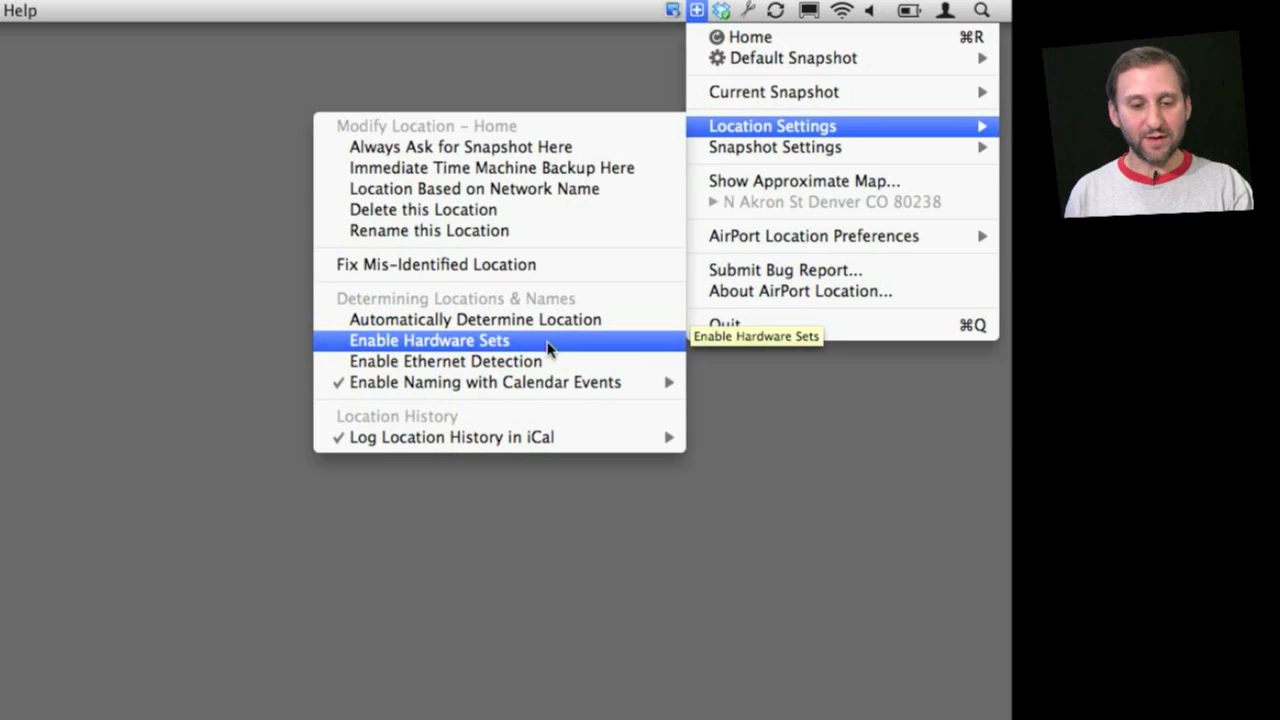 Help
Home ⌘R
Default Snapshot
Current Snapshot
Location Settings
Snapshot Settings
Show Approximate Map...
N Akron St Denver CO 80238
AirPort Location Preferences
Submit Bug Report...
About AirPort Location...
Quit ⌘Q
Modify Location - Home
Always Ask for Snapshot Here
Immediate Time Machine Backup Here
Location Based on Network Name
Delete this Location
Rename this Location
Fix Mis-Identified Location
Determining Locations & Names
Automatically Determine Location
Enable Hardware Sets
Enable Ethernet Detection
✓ Enable Naming with Calendar Events
Location History
✓ Log Location History in iCal
Enable Hardware Sets